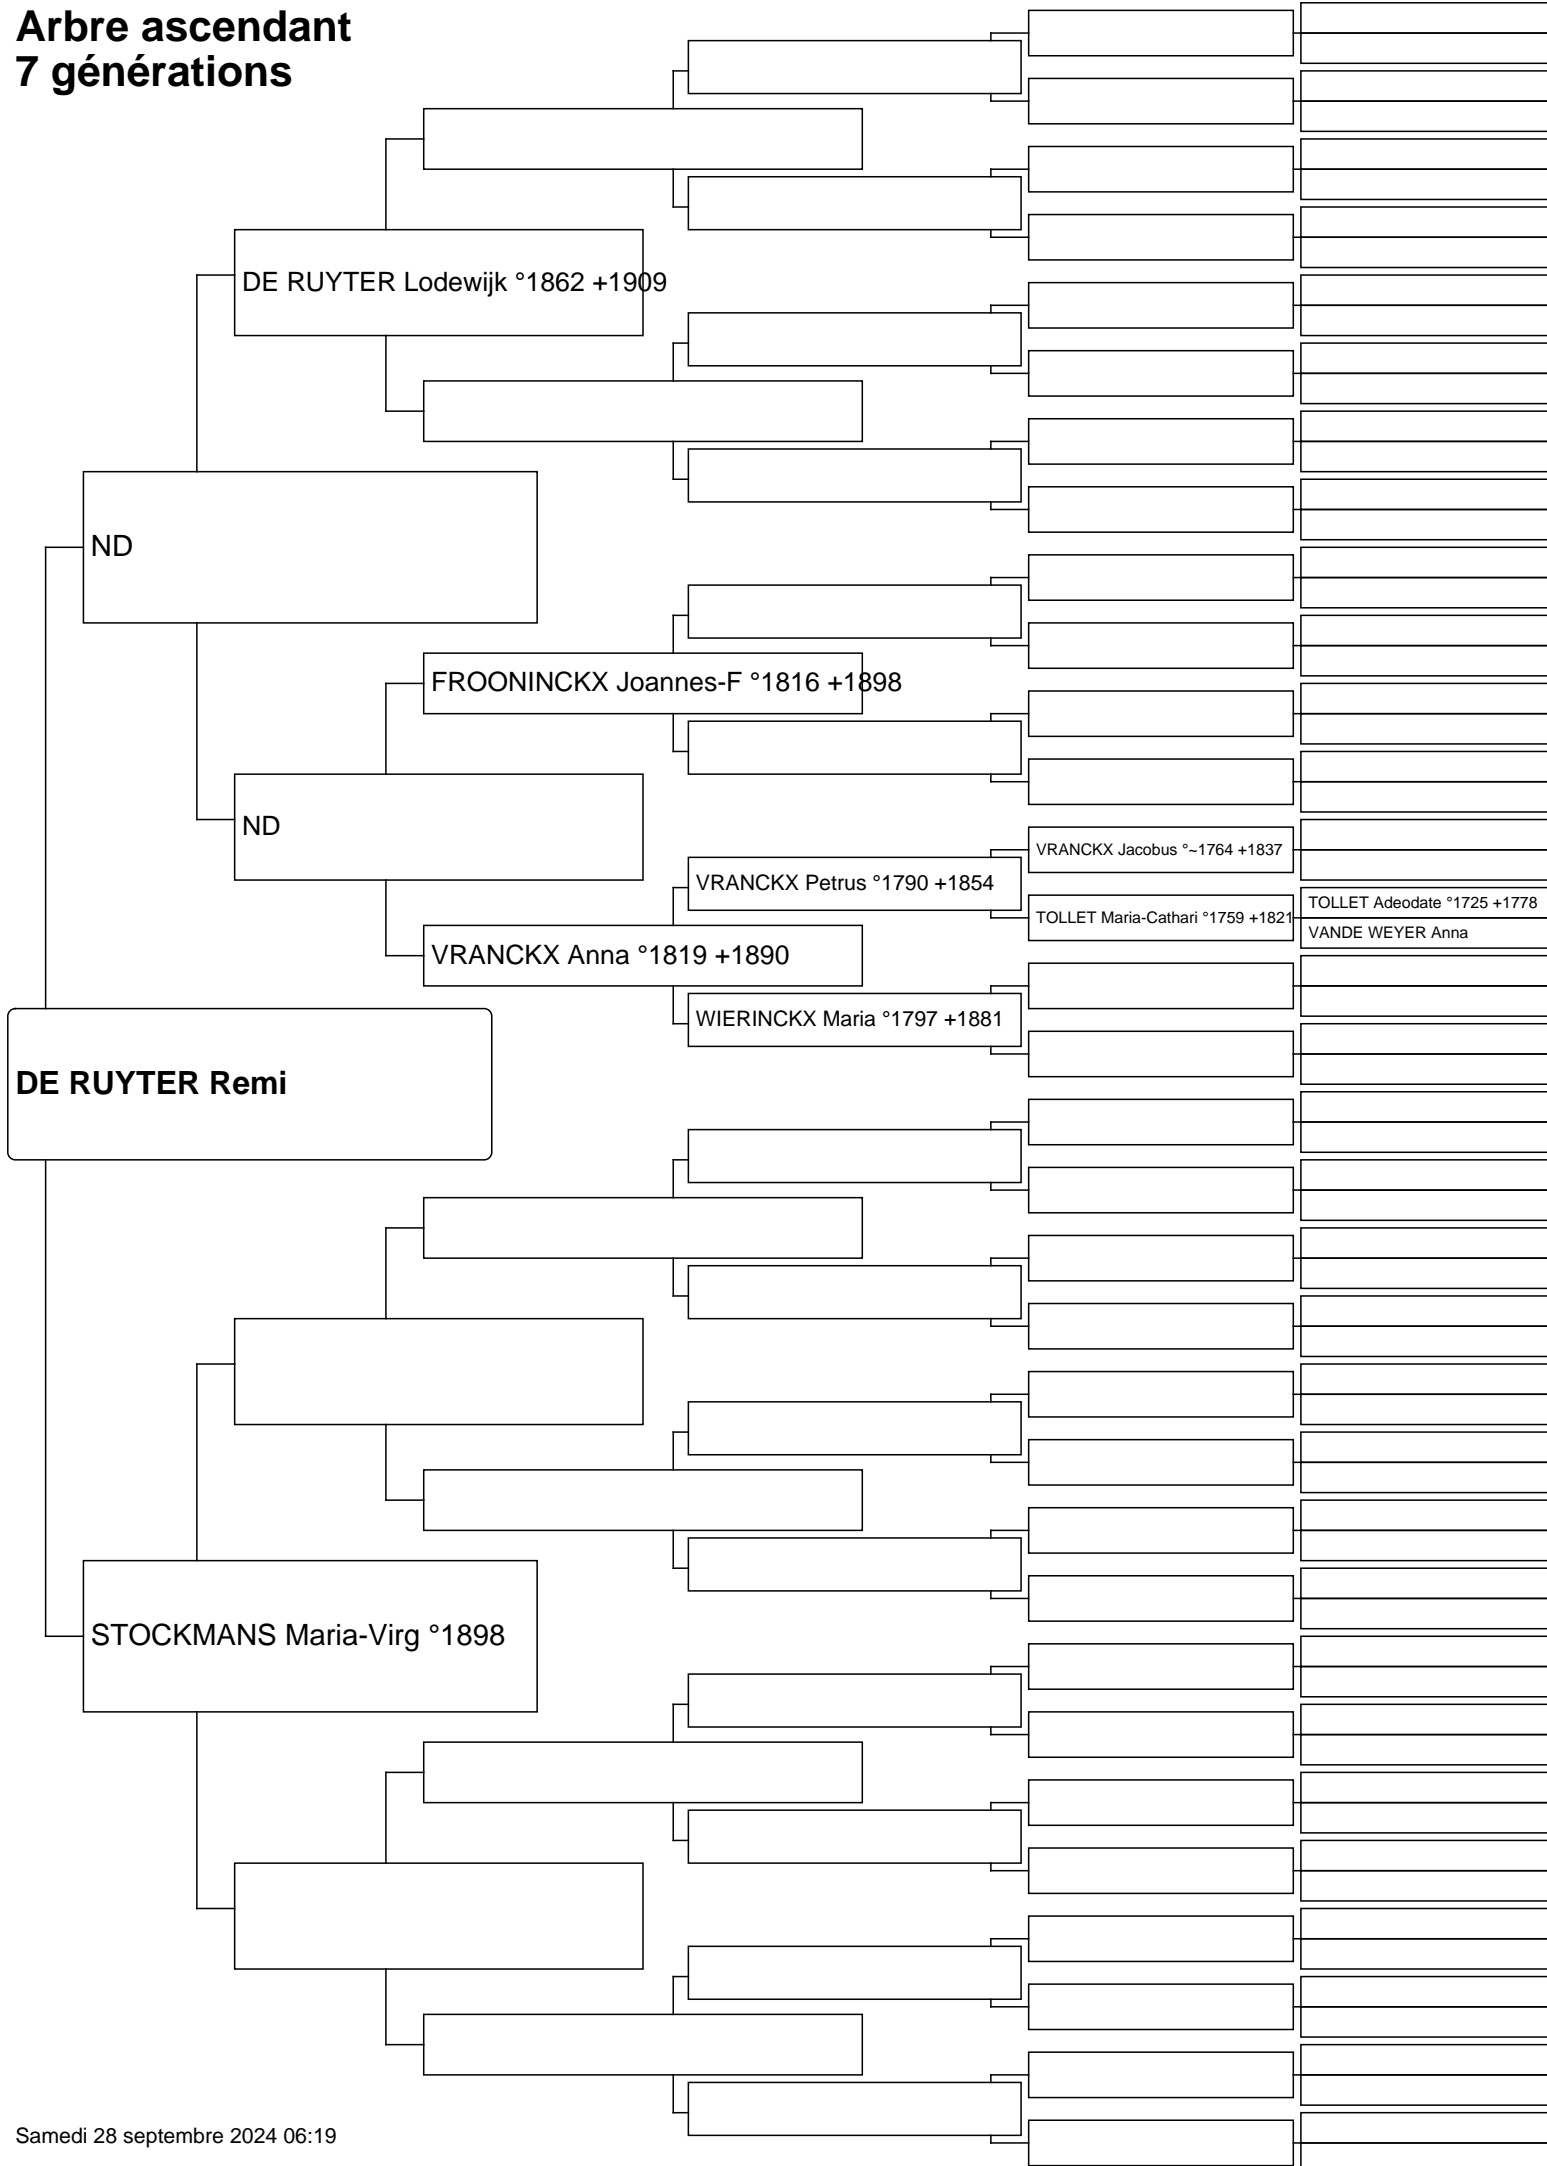 Arbre ascendant
7 générations
DE RUYTER Lodewijk °1862 +1909
ND
FROONINCKX Joannes-F °1816 +1898
ND
VRANCKX Jacobus °~1764 +1837
VRANCKX Petrus °1790 +1854
TOLLET Adeodate °1725 +1778
TOLLET Maria-Cathari °1759 +1821
VANDE WEYER Anna
VRANCKX Anna °1819 +1890
WIERINCKX Maria °1797 +1881
DE RUYTER Remi
STOCKMANS Maria-Virg °1898
Samedi 28 septembre 2024 06:19